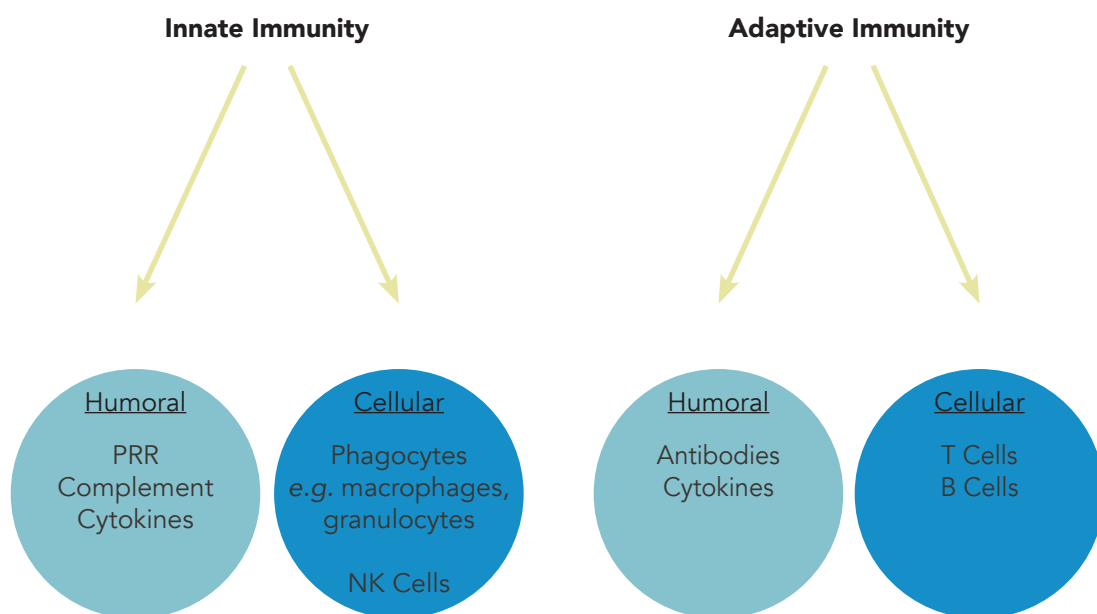 Innate Immunity
Adaptive Immunity
Humoral
PRR
Complement
Cytokines
Cellular
Phagocytes
e.g. macrophages,
granulocytes
NK Cells
Humoral
Antibodies
Cytokines
Cellular
T Cells
B Cells